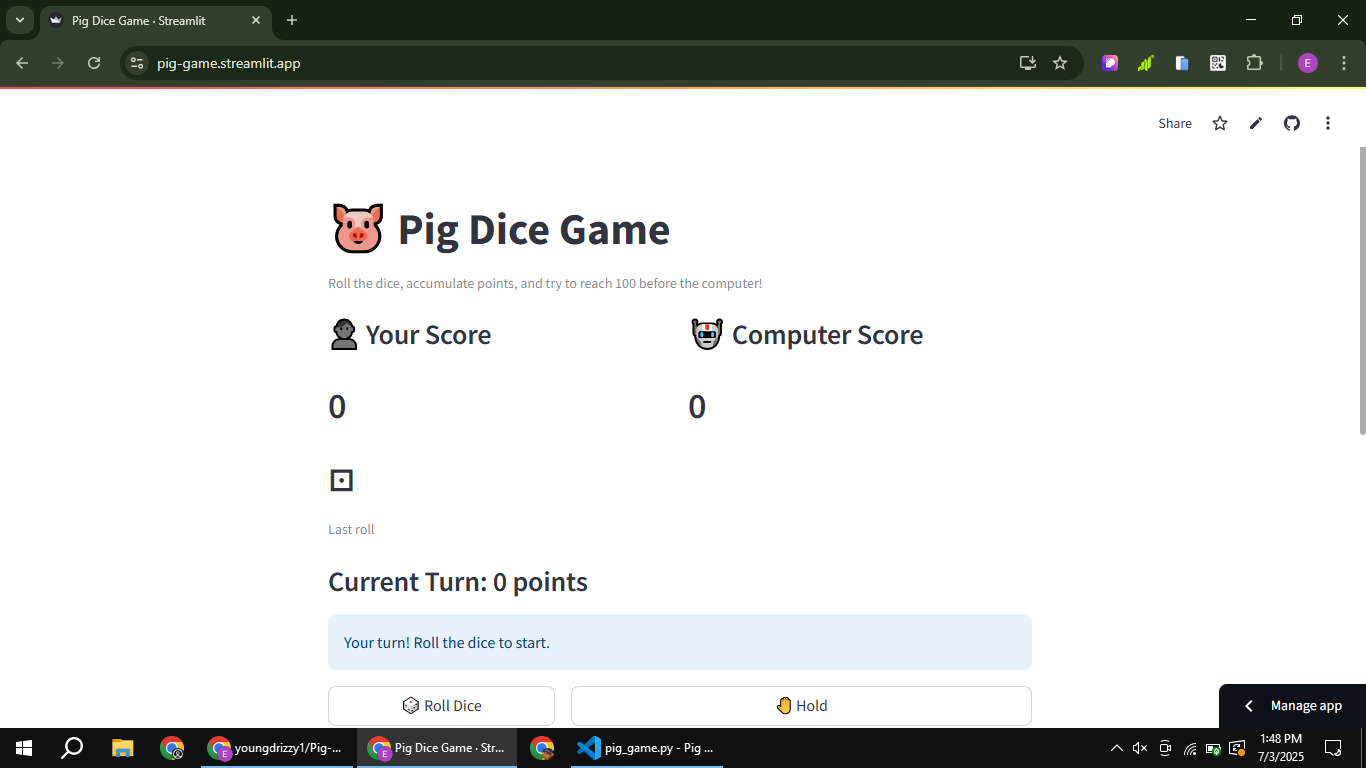 Pig Dice Game · Streamlit
pig-game.streamlit.app
E
Share
Pig Dice Game
Roll the dice, accumulate points, and try to reach 100 before the computer!
Your Score
Computer Score
0
0
Last roll
Current Turn: 0 points
Your turn! Roll the dice to start.
Roll Dice
Hold
Manage app
youngdrizzy1/Pig-...
Pig Dice Game · Str...
pig_game.py - Pig ...
1:48 PM
7/3/2025